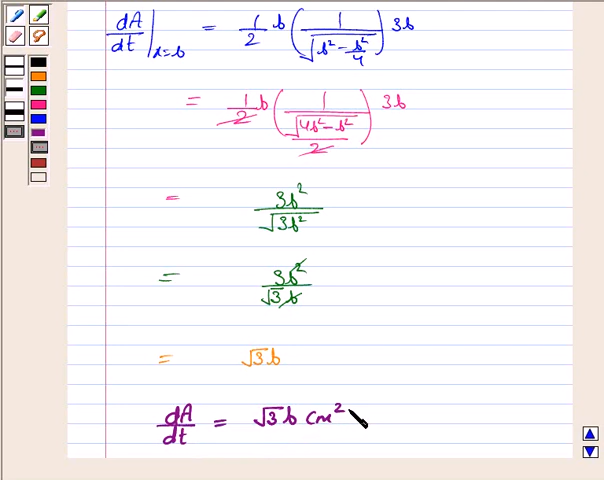 dA/dt |x=b = 1/2 b ( 1/√(b² - b²/4) ) 3b
= 1/2 b ( 1/(√(4b² - b²)/2) ) 3b
= 3b²/√(3b²)
= 3b²/(√3 b)
= √3 b
dA/dt = √3 b cm²